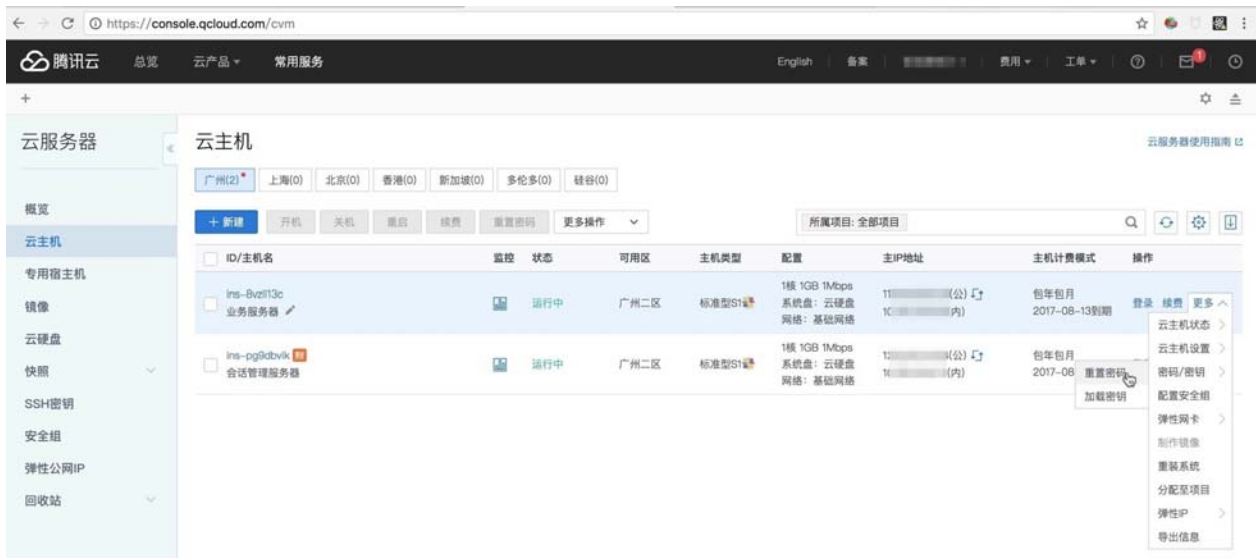 https://console.qcloud.com/cvm
腾讯云 总览 云产品 常用服务 English 备案 费用 工单 1
云服务器
云主机
云服务器使用指南
广州(2) 上海(0) 北京(0) 香港(0) 新加坡(0) 多伦多(0) 硅谷(0)
概览
云主机
专用宿主机
镜像
云硬盘
快照
SSH密钥
安全组
弹性公网IP
回收站
+ 新建 开机 关机 重启 续费 重置密码 更多操作 所属项目: 全部项目
ID/主机名 监控 状态 可用区 主机类型 配置 主IP地址 主机计费模式 操作
业务服务器 运行中 广州二区 标准型S1
1核 1GB 1Mbps
系统盘：云硬盘
网络：基础网络
11 (公)
10 内)
包年包月
2017-08-13到期
登录 续费 更多
ins-pg9dbvik
会话管理服务器 运行中 广州二区 标准型S1
1核 1GB 1Mbps
系统盘：云硬盘
网络：基础网络
(公)
(内)
包年包月
2017-08
重置密码
加载密钥
云主机状态
云主机设置
密码/密钥
配置安全组
弹性网卡
制作镜像
重装系统
分配至项目
弹性IP
导出信息